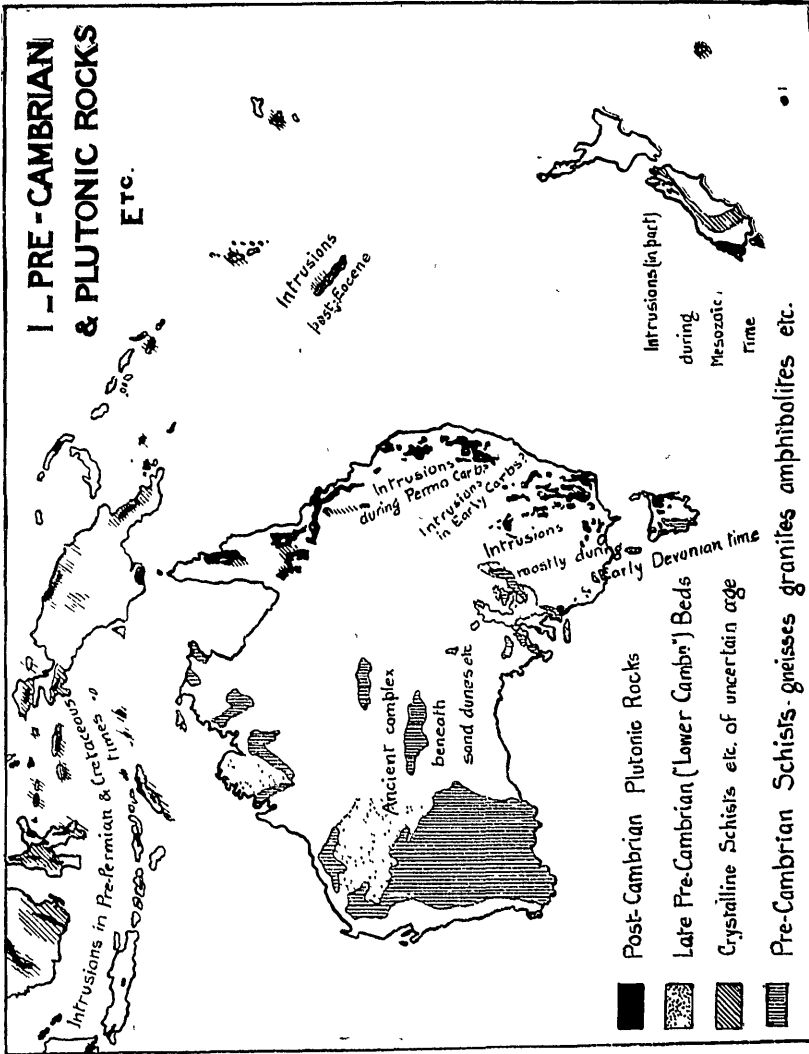 I_PRE-CAMBRIAN
& PLUTONIC ROCKS
ETC.
Intrusions in Pre-Permian & Cretaceous
times
Intrusions
post-Eocene
Intrusions
during Permo Carb?
Intrusions
in Early Carbs?
Intrusions
mostly during
Early Devonian time
Ancient complex
beneath
sand dunes etc
Intrusions (in part)
during
Mesozoic
Time
Post-Cambrian Plutonic Rocks
Late Pre-Cambrian ("Lower Cambn") Beds
Crystalline Schists etc. of uncertain age
Pre-Cambrian Schists-gneisses granites amphibolites etc.